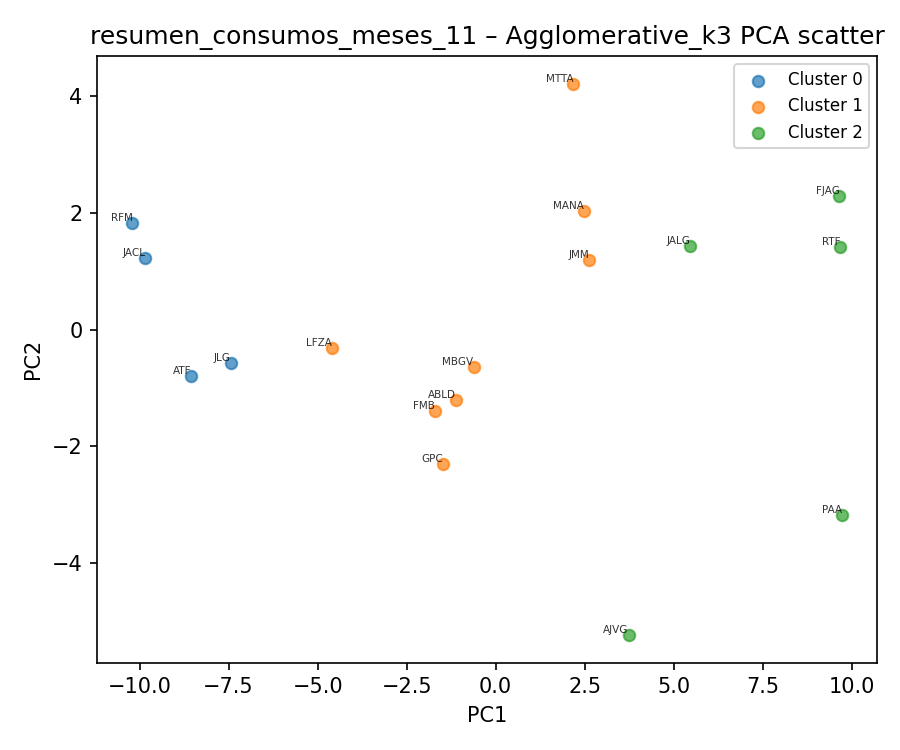 resumen_consumos_meses_11 – Agglomerative_k3 PCA scatter
Cluster 0
Cluster 1
Cluster 2
MTTA
MANA
JMM
JALG
FJAG
RTF
RFM
JACL
ATF
JLG
LFZA
MBGV
ABLD
FMB
GPC
PAA
AJVG
4
2
0
−2
−4
PC2
−10.0
−7.5
−5.0
−2.5
0.0
2.5
5.0
7.5
10.0
PC1